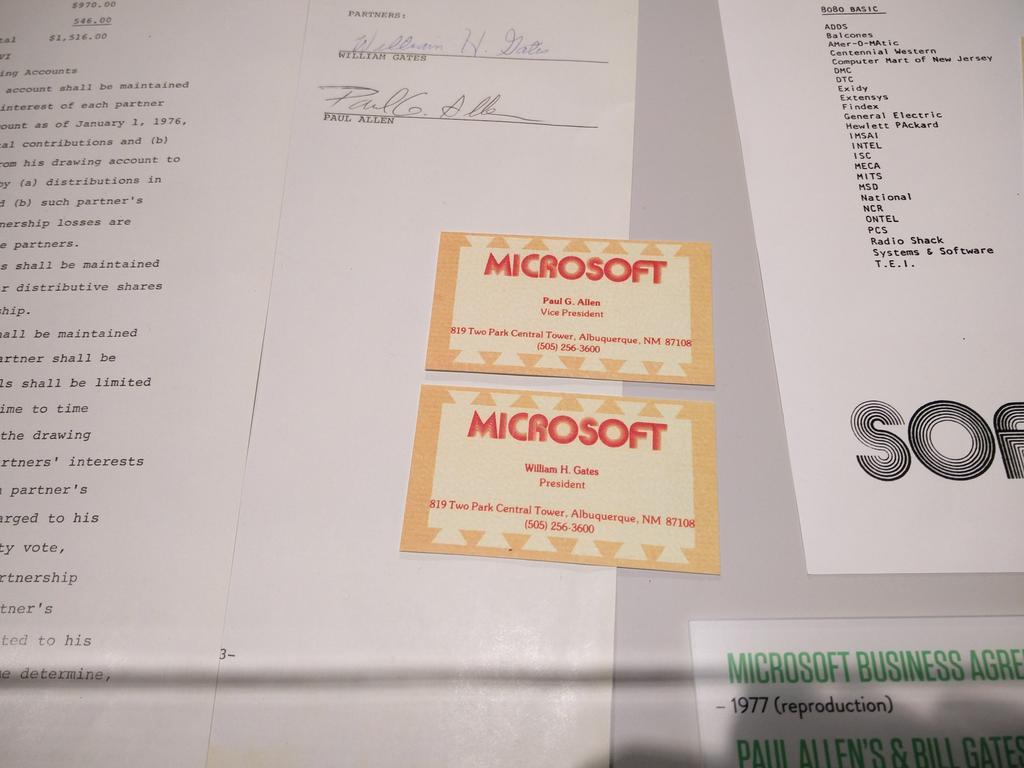 $970.00
546.00
$1,516.00
ing Accounts
account shall be maintained
interest of each partner
ount as of January 1, 1976,
al contributions and (b)
rom his drawing account to
by (a) distributions in
d (b) such partner's
nership losses are
e partners.
s shall be maintained
r distributive shares
ship.
hall be maintained
artner shall be
ls shall be limited
ime to time
the drawing
rtners' interests
partner's
arged to his
ty vote,
rtnership
tner's
ted to his
e determine,
3-
PARTNERS:
William H. Gates
WILLIAM GATES
Paul G. Allen
PAUL ALLEN
MICROSOFT
Paul G. Allen
Vice President
819 Two Park Central Tower, Albuquerque, NM 87108
(505) 256-3600
MICROSOFT
William H. Gates
President
819 Two Park Central Tower, Albuquerque, NM 87108
(505) 256-3600
8080 BASIC
ADDS
Balcones
AMer-O-MAtic
Centennial Western
Computer Mart of New Jersey
DMC
DTC
Exidy
Extensys
Findex
General Electric
Hewlett PAckard
IMSAI
INTEL
ISC
MECA
MITS
MSD
National
NCR
ONTEL
PCS
Radio Shack
Systems & Software
T.E.I.
SOF
MICROSOFT BUSINESS AGRE
– 1977 (reproduction)
PAUL ALLEN'S & BILL GATES